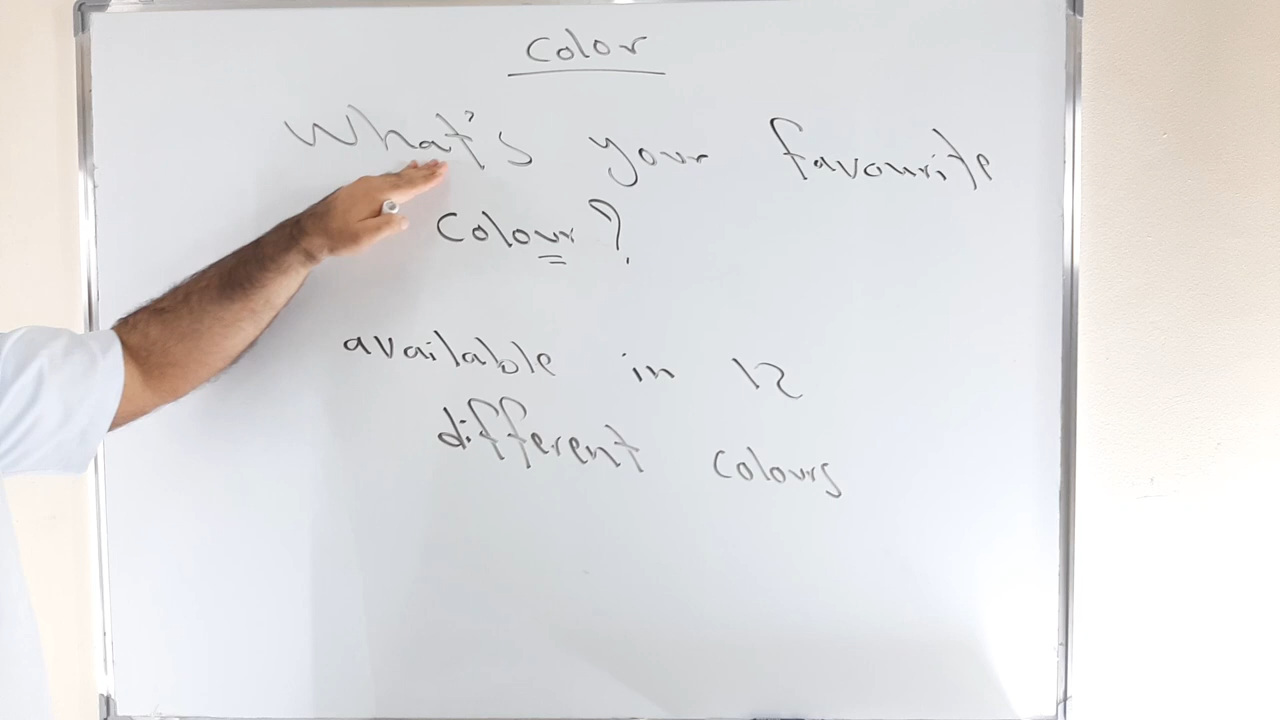 Color
What's your favourite
colour?
available in 12
different colours